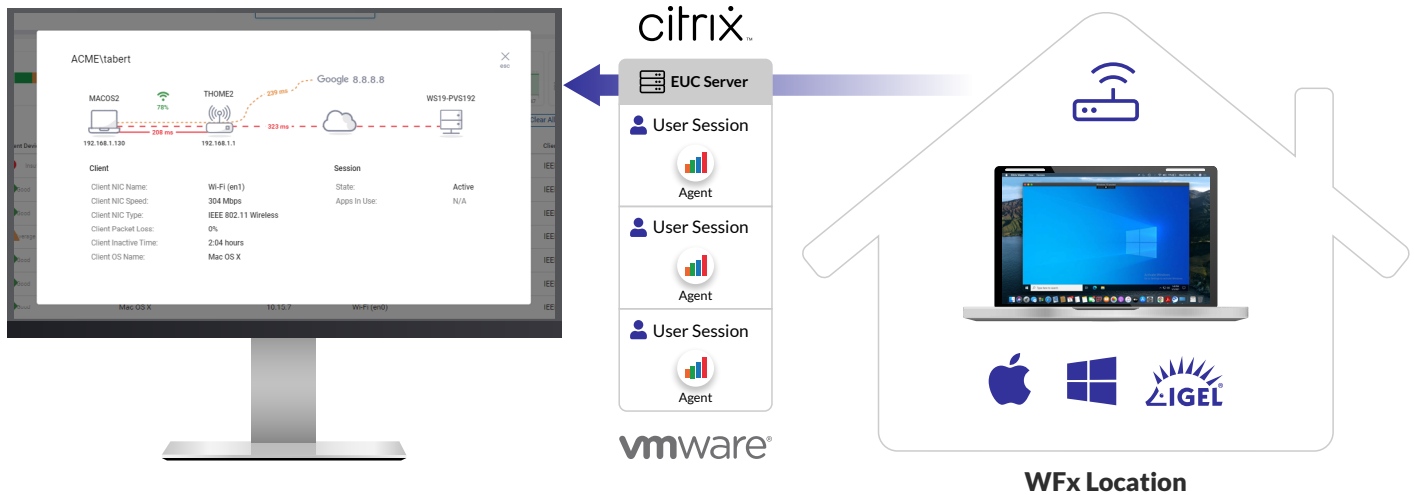 ACME\tabert
esc
Google 8.8.8.8
MACOS2
78%
THOME2
239 ms
WS19-PVS192
208 ms
323 ms
192.168.1.130
192.168.1.1
Client
Session
Client NIC Name: Wi-Fi (en1)
State: Active
Client NIC Speed: 304 Mbps
Apps In Use: N/A
Client NIC Type: IEEE 802.11 Wireless
Client Packet Loss: 0%
Client Inactive Time: 2:04 hours
Client OS Name: Mac OS X
Clear All
Mac OS X 10.15.7 Wi-Fi (en0)
citrix™
EUC Server
User Session
Agent
User Session
Agent
User Session
Agent
vmware®
IGEL®
WFx Location